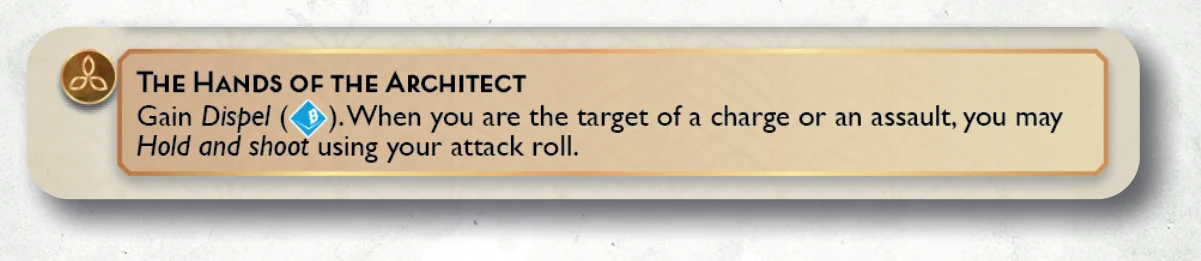 THE HANDS OF THE ARCHITECT
Gain Dispel (B). When you are the target of a charge or an assault, you may
Hold and shoot using your attack roll.